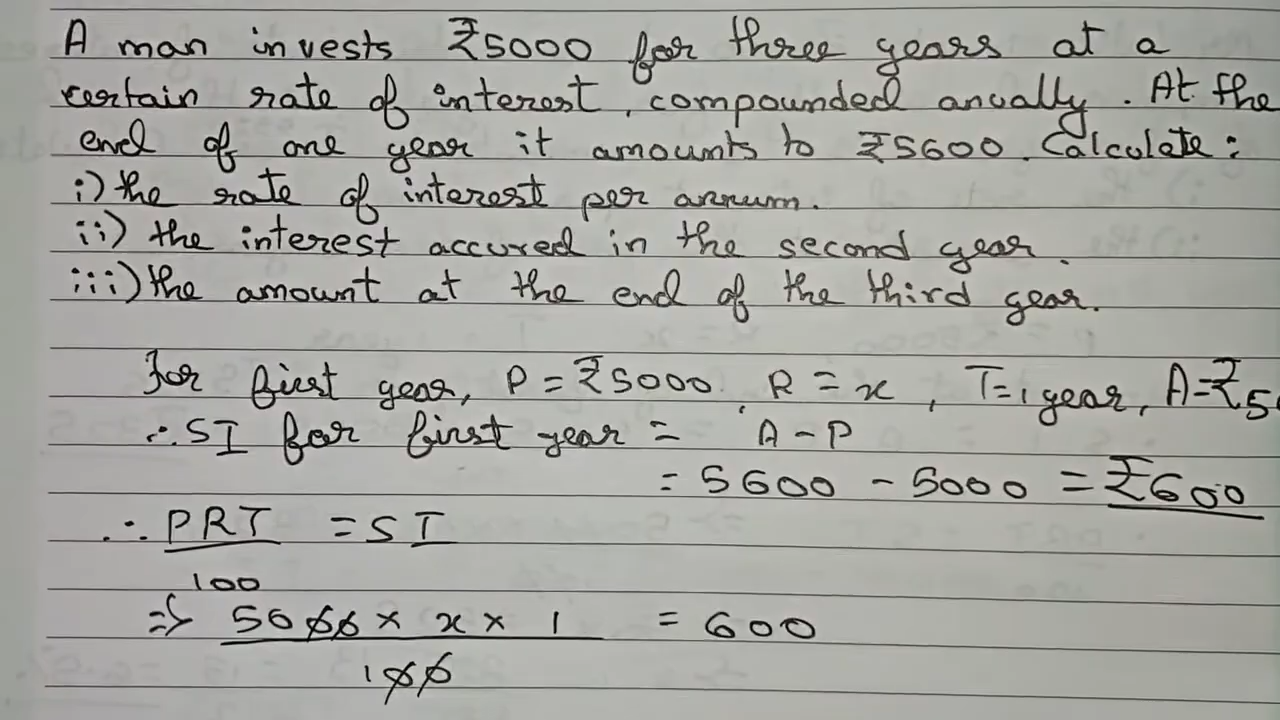 A man invests ₹5000 for three years at a
certain rate of interest, compounded anually. At the
end of one year it amounts to ₹5600. Calculate:
i) the rate of interest per annum.
ii) the interest accured in the second year.
iii) the amount at the end of the third year.
For first year, P = ₹5000, R = x, T=1 year, A=₹5
∴ SI for first year = A - P
= 5600 - 5000 = ₹600
∴ PRT = SI
100
⇒ 5000 × x × 1 = 600
100